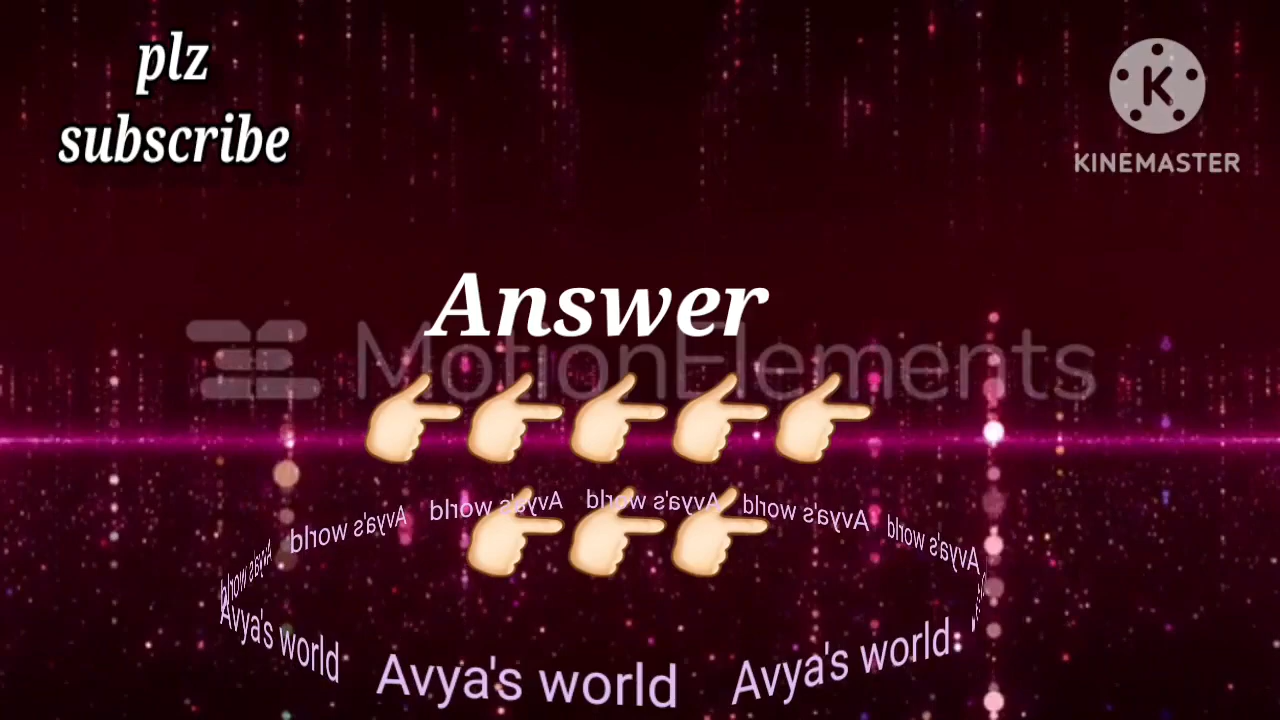 plz
subscribe
K
KINEMASTER
Answer
MotionElements
👉🏻👉🏻👉🏻👉🏻👉🏻
👉🏻👉🏻👉🏻
Avya's world Avya's world Avya's world Avya's world Avya's world Avya's world
Avya's world Avya's world Avya's world